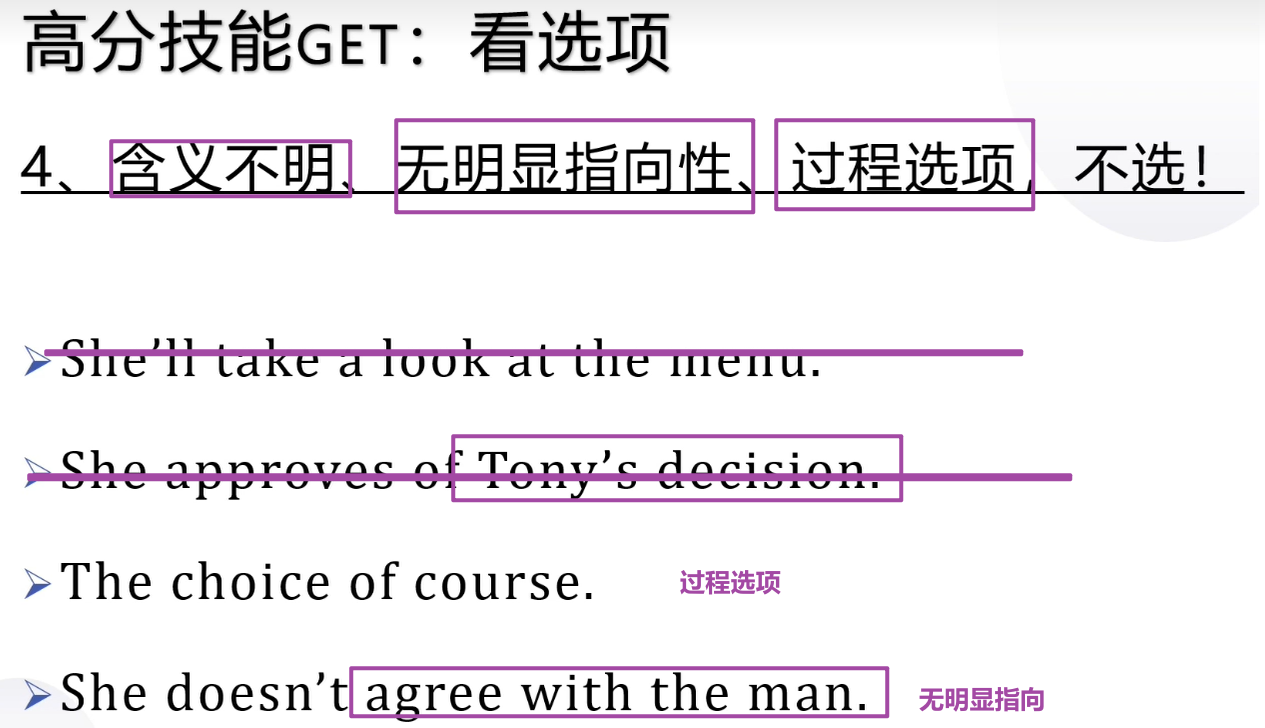 高分技能GET：看选项
4、含义不明、无明显指向性、过程选项，不选！
She’ll take a look at the menu.
She approves of Tony’s decision.
The choice of course. 过程选项
She doesn’t agree with the man. 无明显指向